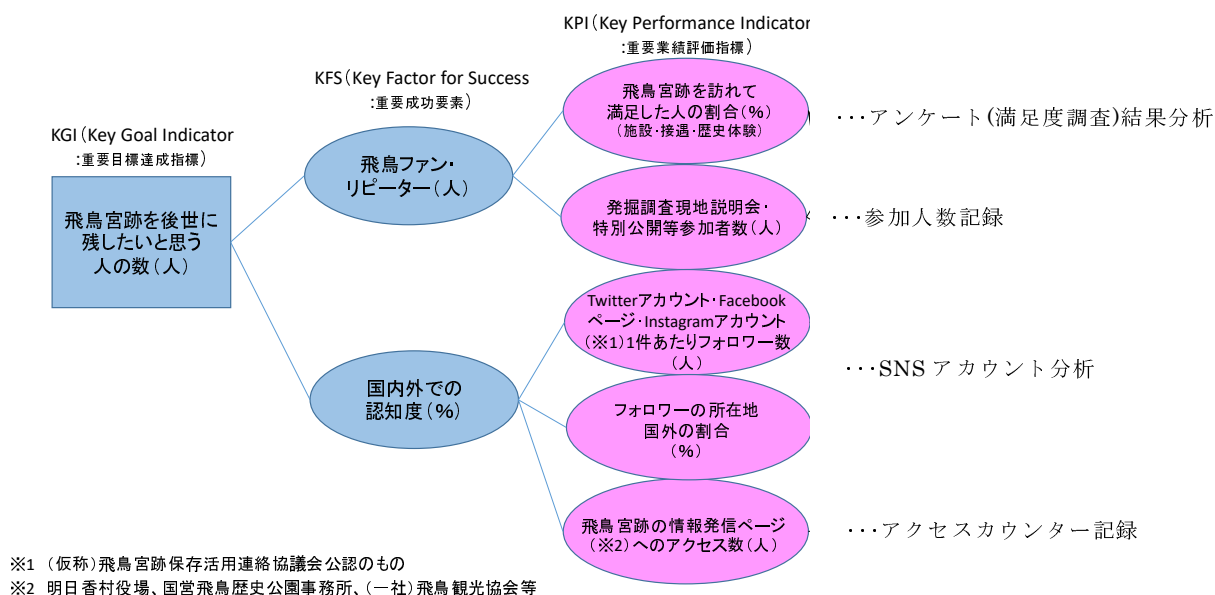 KPI(Key Performance Indicator
:重要業績評価指標)
KFS(Key Factor for Success
:重要成功要素)
KGI(Key Goal Indicator
:重要目標達成指標)
飛鳥宮跡を後世に
残したいと思う
人の数(人)
飛鳥ファン・
リピーター(人)
国内外での
認知度(%)
飛鳥宮跡を訪れて
満足した人の割合(%)
(施設・接遇・歴史体験)
・・・アンケート(満足度調査)結果分析
発掘調査現地説明会・
特別公開等参加者数(人)
・・・参加人数記録
Twitterアカウント・Facebook
ページ・Instagramアカウント
(※1)1件あたりフォロワー数
(人)
・・・SNS アカウント分析
フォロワーの所在地
国外の割合
(%)
飛鳥宮跡の情報発信ページ
(※2)へのアクセス数(人)
・・・アクセスカウンター記録
※1 (仮称)飛鳥宮跡保存活用連絡協議会公認のもの
※2 明日香村役場、国営飛鳥歴史公園事務所、(一社)飛鳥観光協会等